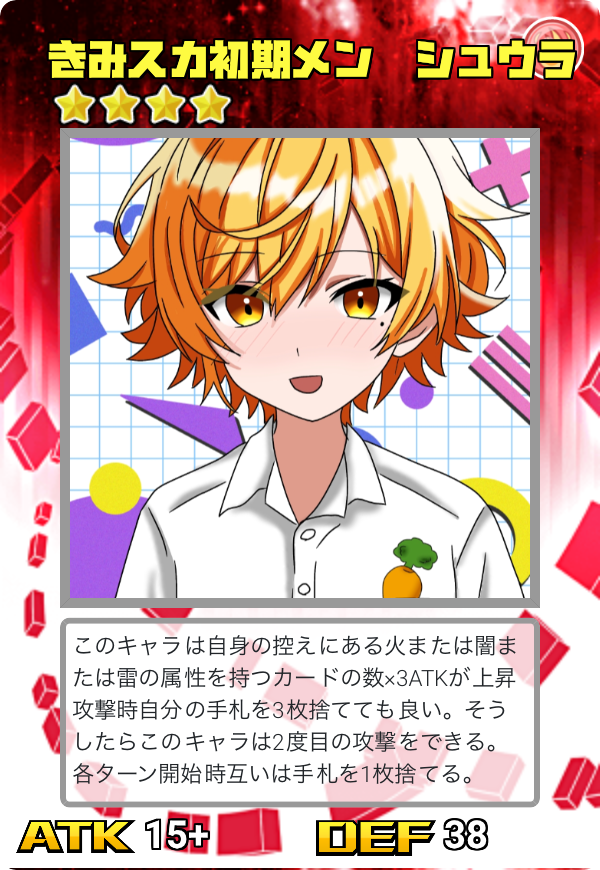 きみスカ初期メン　シュウラ
このキャラは自身の控えにある火または闇ま
たは雷の属性を持つカードの数×3ATKが上昇
攻撃時自分の手札を3枚捨てても良い。そう
したらこのキャラは2度目の攻撃をできる。
各ターン開始時互いは手札を1枚捨てる。
ATK 15+ DEF 38